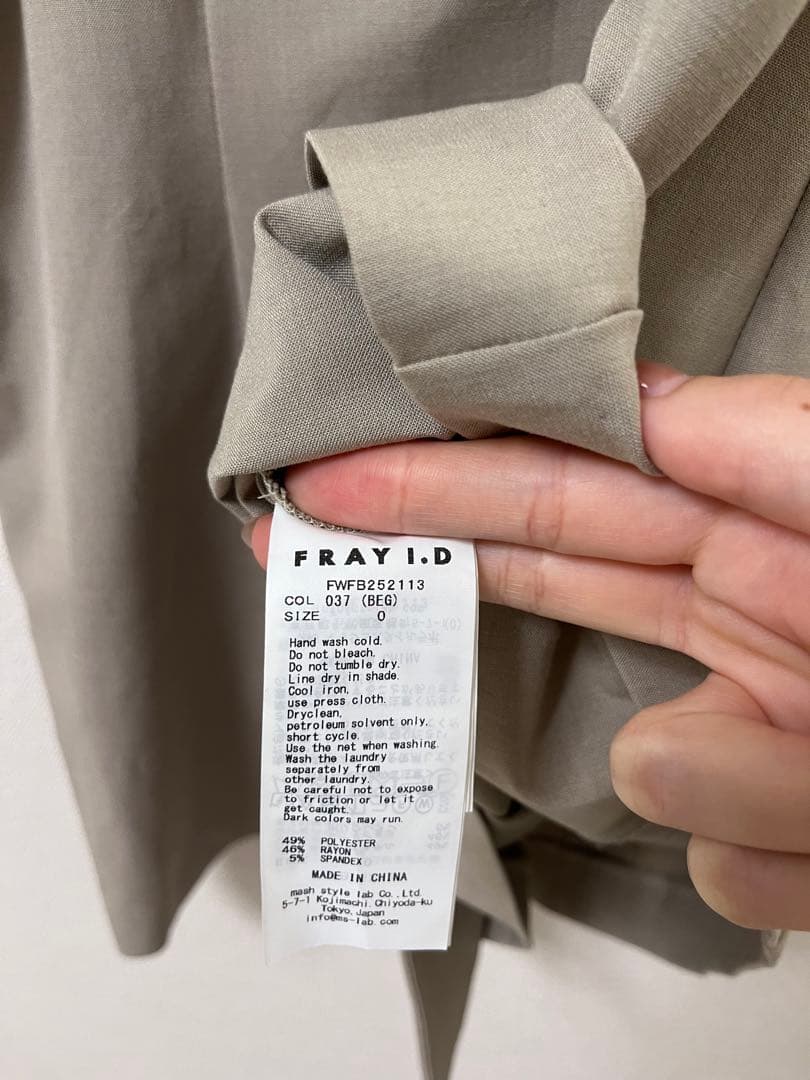 FRAY I.D
FWFB252113
COL 037 (BEG)
SIZE 0
Hand wash cold.
Do not bleach.
Do not tumble dry.
Line dry in shade.
Cool iron,
use press cloth.
Dryclean,
petroleum solvent only,
short cycle.
Use the net when washing.
Wash the laundry
separately from
other laundry.
Be careful not to expose
to friction or let it
get caught.
Dark colors may run.
49% POLYESTER
46% RAYON
5% SPANDEX
MADE IN CHINA
mash style lab Co.,Ltd.
5-7-1 Kojimachi, Chiyoda-ku
Tokyo, Japan
info@ms-lab.com